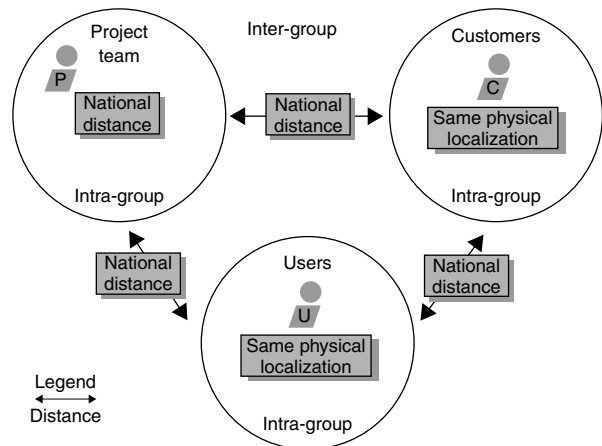 Project
team
P
National
distance
Intra-group
Inter-group
National
distance
Customers
C
Same physical
localization
Intra-group
National
distance
National
distance
Users
U
Same physical
localization
Intra-group
Legend
Distance